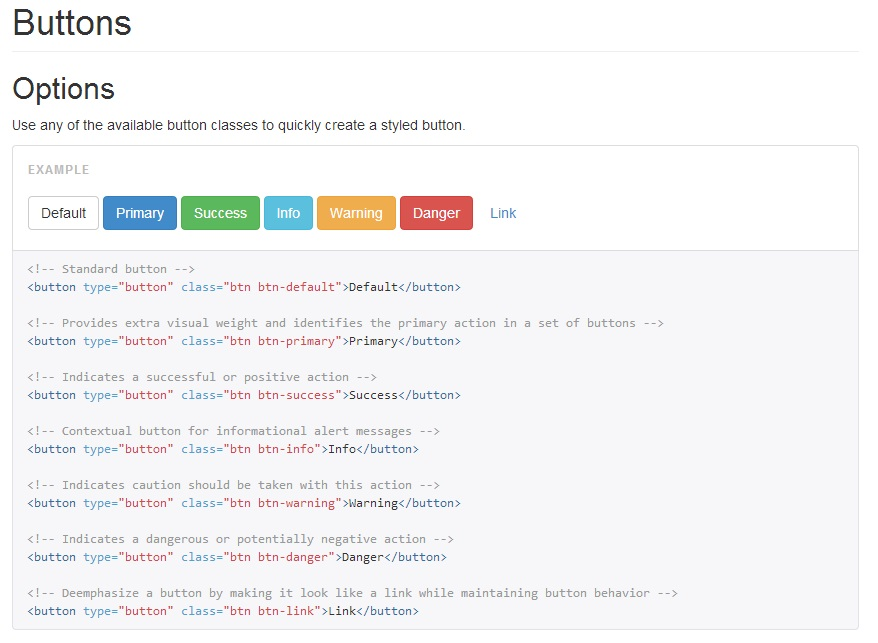 Buttons
Options
Use any of the available button classes to quickly create a styled button.
EXAMPLE
Default Primary Success Info Warning Danger Link
<!-- Standard button -->
<button type="button" class="btn btn-default">Default</button>
<!-- Provides extra visual weight and identifies the primary action in a set of buttons -->
<button type="button" class="btn btn-primary">Primary</button>
<!-- Indicates a successful or positive action -->
<button type="button" class="btn btn-success">Success</button>
<!-- Contextual button for informational alert messages -->
<button type="button" class="btn btn-info">Info</button>
<!-- Indicates caution should be taken with this action -->
<button type="button" class="btn btn-warning">Warning</button>
<!-- Indicates a dangerous or potentially negative action -->
<button type="button" class="btn btn-danger">Danger</button>
<!-- Deemphasize a button by making it look like a link while maintaining button behavior -->
<button type="button" class="btn btn-link">Link</button>